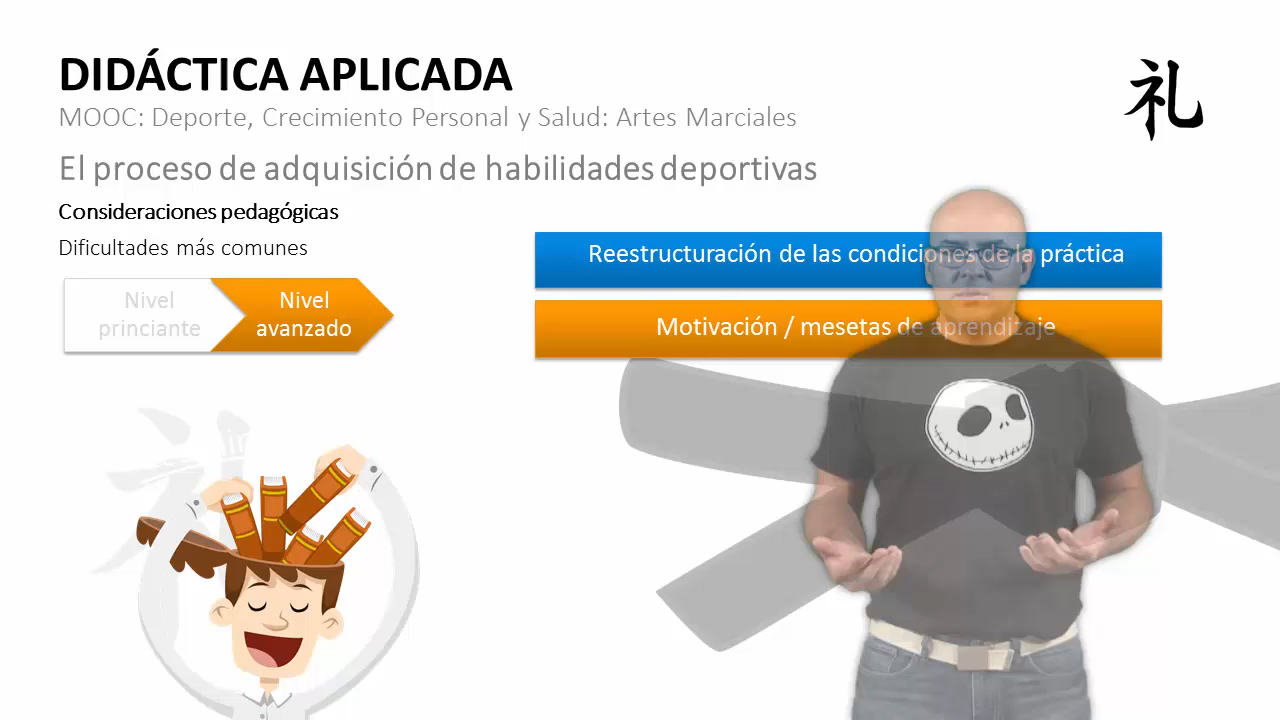 DIDÁCTICA APLICADA
礼
MOOC: Deporte, Crecimiento Personal y Salud: Artes Marciales
El proceso de adquisición de habilidades deportivas
Consideraciones pedagógicas
Dificultades más comunes
Nivel
princiante
Nivel
avanzado
Reestructuración de las condiciones de la práctica
Motivación / mesetas de aprendizaje